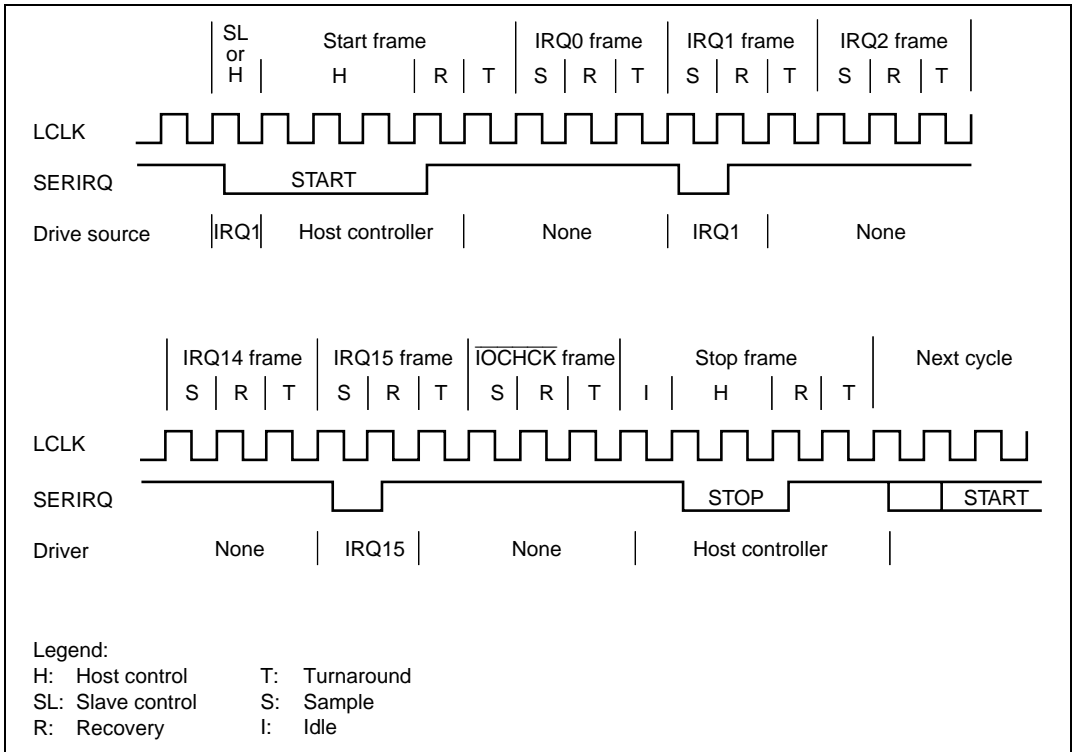 SL
or
H
Start frame
IRQ0 frame
IRQ1 frame
IRQ2 frame
H R T S R T S R T S R T
LCLK
SERIRQ
START
Drive source
IRQ1
Host controller
None
IRQ1
None
IRQ14 frame
IRQ15 frame
IOCHCK frame
Stop frame
Next cycle
S R T S R T S R T I H R T
LCLK
SERIRQ
STOP
START
Driver
None
IRQ15
None
Host controller
Legend:
H: Host control T: Turnaround
SL: Slave control S: Sample
R: Recovery I: Idle